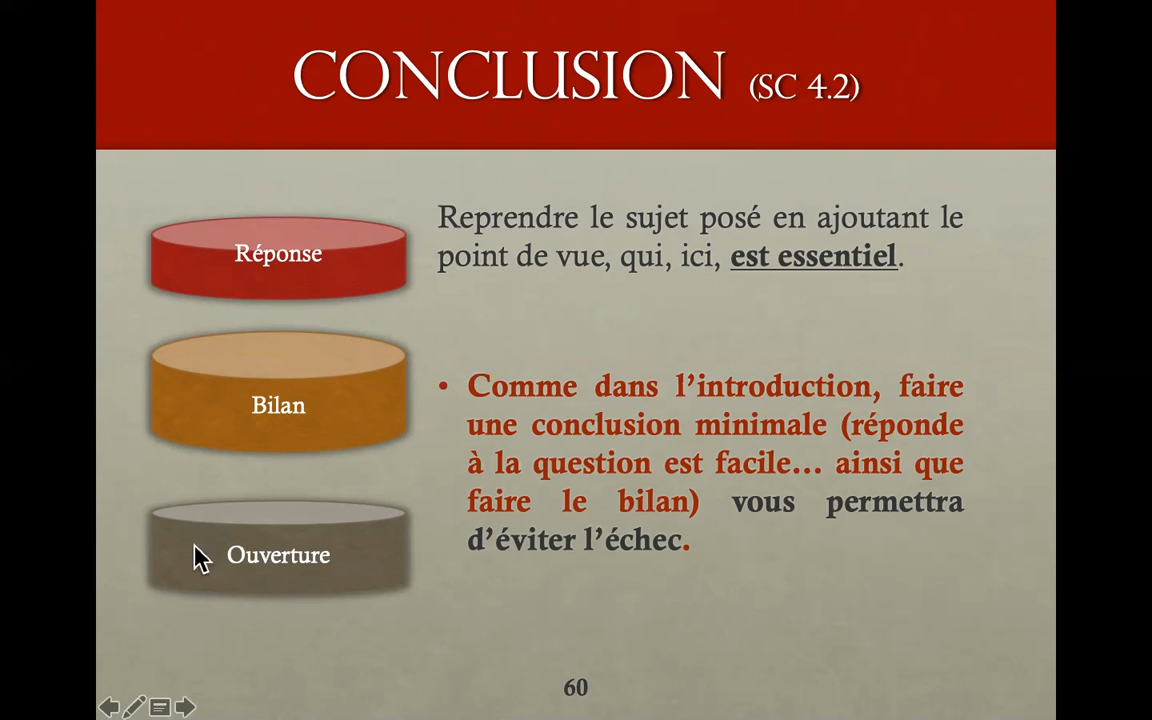 CONCLUSION (SC 4.2)
Réponse
Reprendre le sujet posé en ajoutant le
point de vue, qui, ici, est essentiel.
Bilan
• Comme dans l’introduction, faire
une conclusion minimale (réponde
à la question est facile… ainsi que
faire le bilan) vous permettra
d’éviter l’échec.
Ouverture
60